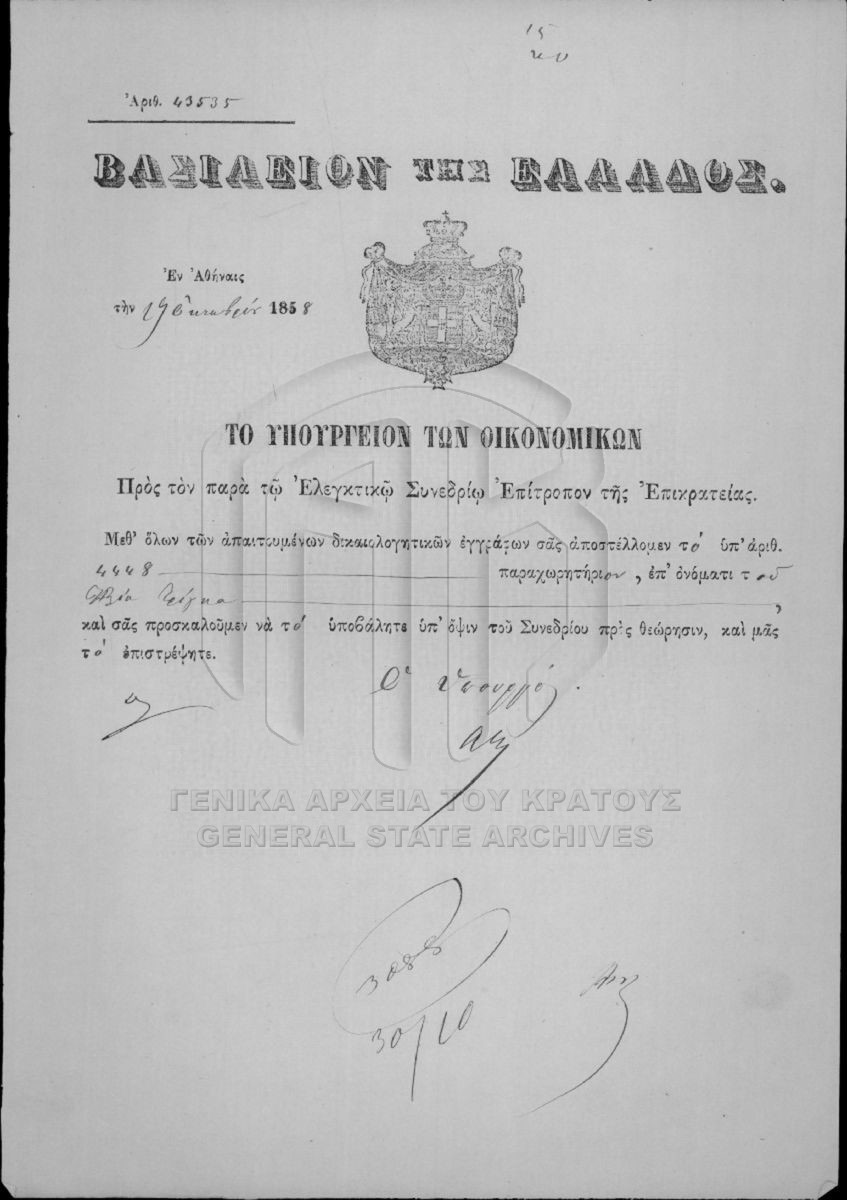 15
Ἀριθ. 43535
ΒΑΣΙΛΕΙΟΝ ΤΗΣ ΕΛΛΑΔΟΣ.
Ἐν Ἀθήναις
τὴν 19 Ὀκτωβρίου 1858
ΤΟ ΥΠΟΥΡΓΕΙΟΝ ΤΩΝ ΟΙΚΟΝΟΜΙΚΩΝ
Πρὸς τὸν παρὰ τῷ Ἐλεγκτικῷ Συνεδρίῳ Ἐπίτροπον τῆς Ἐπικρατείας.
Μεθ' ὅλων τῶν ἀπαιτουμένων δικαιολογητικῶν ἐγγράφων σᾶς ἀποστέλλομεν τὸ ὑπ' ἀριθ.
4448 παραχωρητήριον, ἐπ' ὀνόματι τοῦ
,
καὶ σᾶς προσκαλοῦμεν νὰ τὸ ὑποβάλητε ὑπ' ὄψιν τοῦ Συνεδρίου πρὸς θεώρησιν, καὶ μᾶς
τὸ ἐπιστρέψητε.
Ὁ Ὑπουργός.
ΓΕΝΙΚΑ ΑΡΧΕΙΑ ΤΟΥ ΚΡΑΤΟΥΣ
GENERAL STATE ARCHIVES
30/10